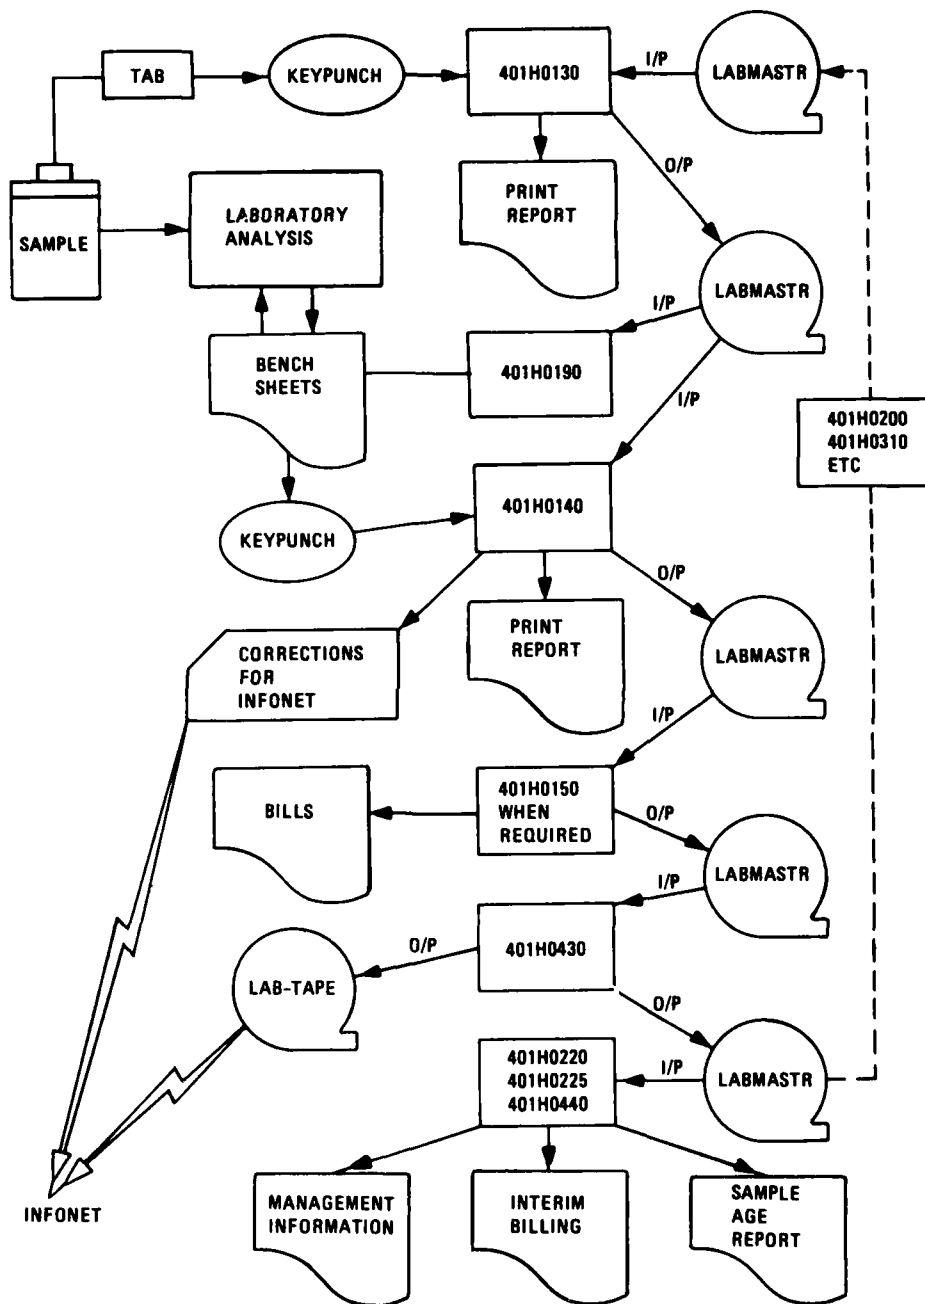 TAB
KEYPUNCH
401H0130
I/P
LABMASTR
O/P
SAMPLE
LABORATORY
ANALYSIS
PRINT
REPORT
LABMASTR
I/P
BENCH
SHEETS
401H0190
I/P
401H0200
401H0310
ETC
401H0140
KEYPUNCH
O/P
CORRECTIONS
FOR
INFONET
PRINT
REPORT
LABMASTR
I/P
BILLS
401H0150
WHEN
REQUIRED
O/P
LABMASTR
I/P
O/P
401H0430
LAB-TAPE
O/P
401H0220
401H0225
401H0440
I/P
LABMASTR
INFONET
MANAGEMENT
INFORMATION
INTERIM
BILLING
SAMPLE
AGE
REPORT